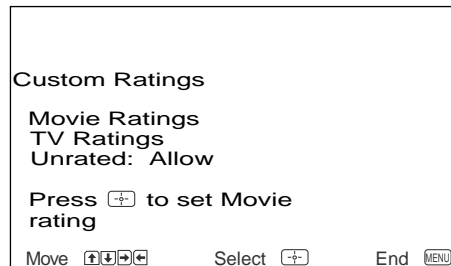 Custom Ratings
Movie Ratings
TV Ratings
Unrated: Allow
Press to set Movie
rating
Move Select End MENU